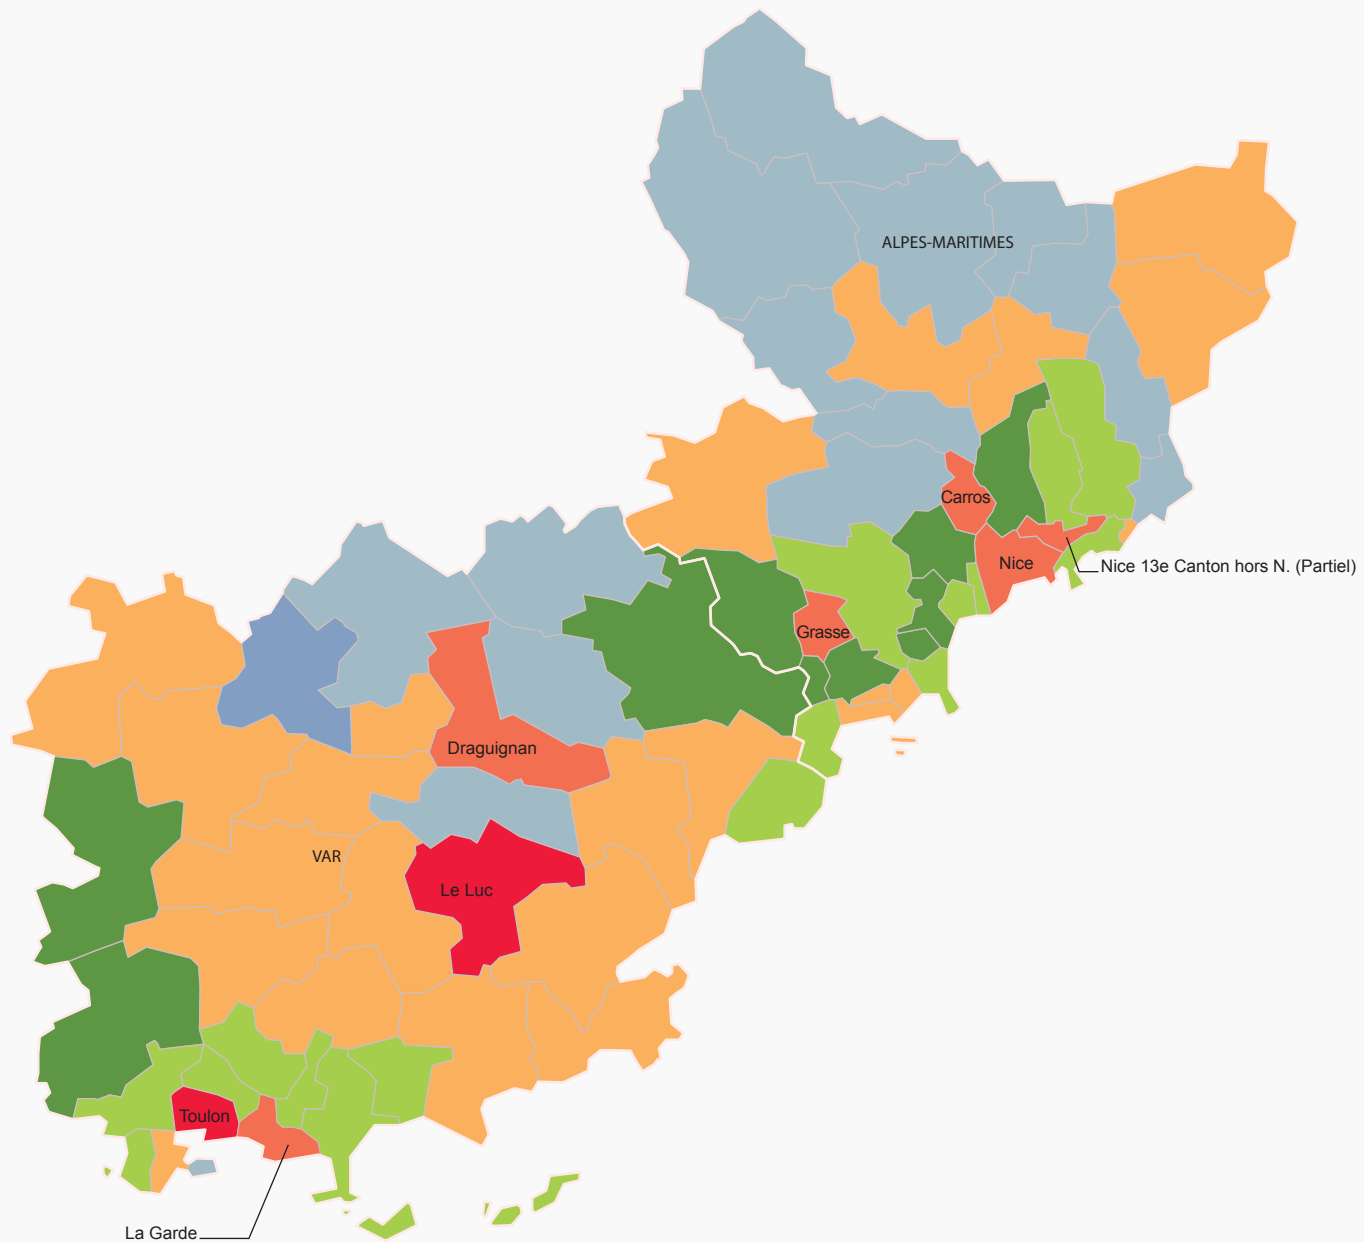 ALPES-MARITIMES
Carros
Nice
Nice 13e Canton hors N. (Partiel)
Grasse
Draguignan
VAR
Le Luc
Toulon
La Garde